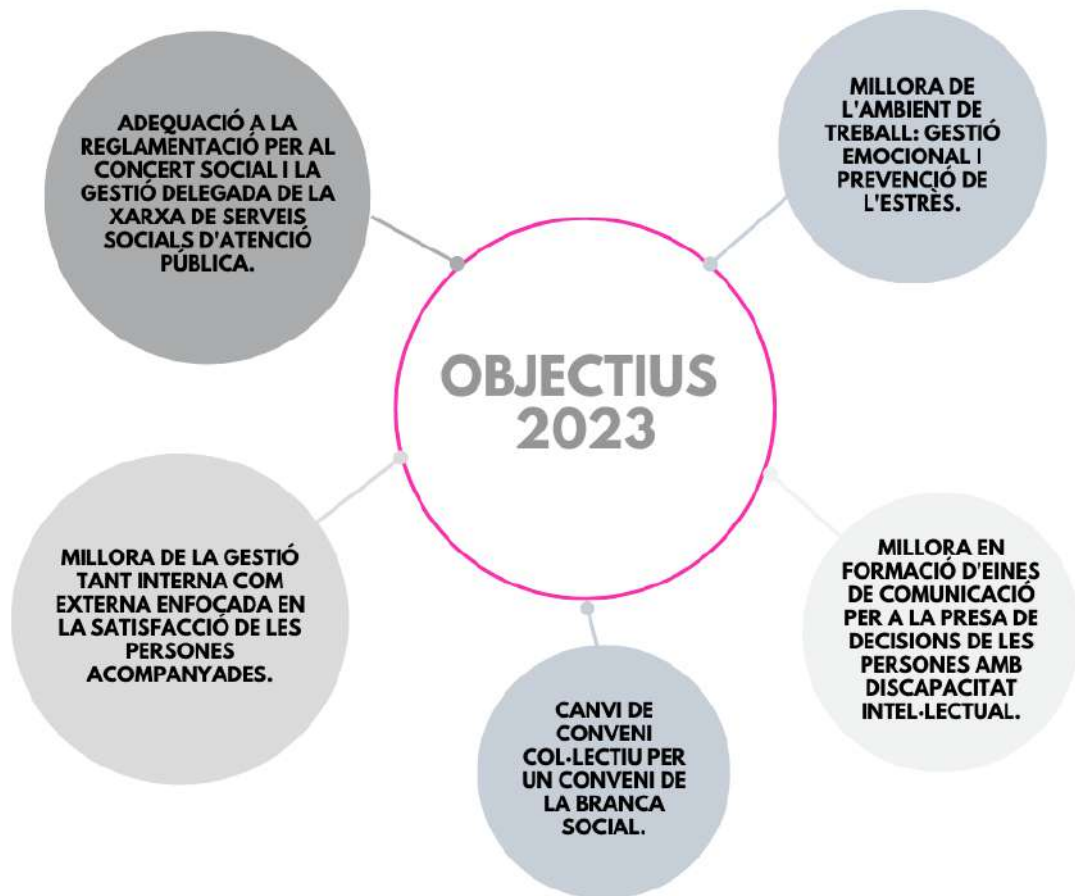 ADEQUACIÓ A LA
REGLAMENTACIÓ PER AL
CONCERT SOCIAL I LA
GESTIÓ DELEGADA DE LA
XARXA DE SERVEIS
SOCIALS D'ATENCIÓ
PÚBLICA.
MILLORA DE
L'AMBIENT DE
TREBALL: GESTIÓ
EMOCIONAL I
PREVENCIÓ DE
L'ESTRÈS.
OBJECTIUS
2023
MILLORA DE LA GESTIÓ
TANT INTERNA COM
EXTERNA ENFOCADA EN
LA SATISFACCIÓ DE LES
PERSONES
ACOMPANYADES.
CANVI DE
CONVENI
COL·LECTIU PER
UN CONVENI DE
LA BRANCA
SOCIAL.
MILLORA EN
FORMACIÓ D'EINES
DE COMUNICACIÓ
PER A LA PRESA DE
DECISIONS DE LES
PERSONES AMB
DISCAPACITAT
INTEL·LECTUAL.